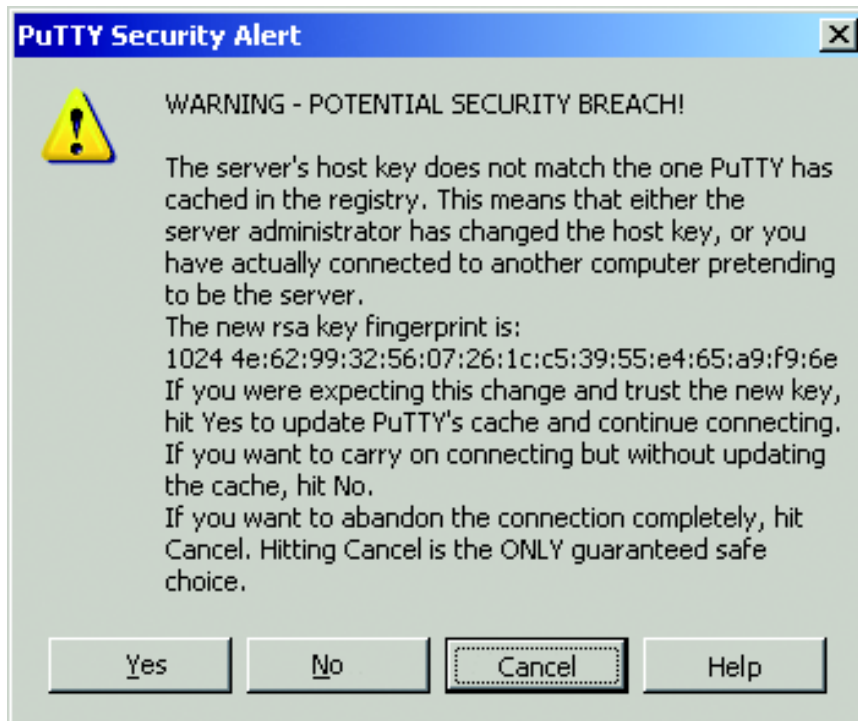 PuTTY Security Alert
WARNING - POTENTIAL SECURITY BREACH!
The server's host key does not match the one PuTTY has
cached in the registry. This means that either the
server administrator has changed the host key, or you
have actually connected to another computer pretending
to be the server.
The new rsa key fingerprint is:
1024 4e:62:99:32:56:07:26:1c:c5:39:55:e4:65:a9:f9:6e
If you were expecting this change and trust the new key,
hit Yes to update PuTTY's cache and continue connecting.
If you want to carry on connecting but without updating
the cache, hit No.
If you want to abandon the connection completely, hit
Cancel. Hitting Cancel is the ONLY guaranteed safe
choice.
Yes No Cancel Help